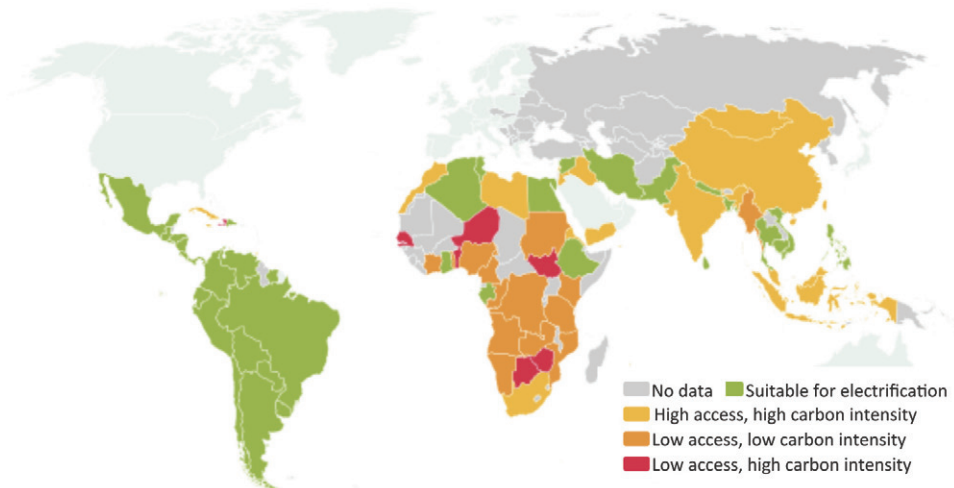 No data Suitable for electrification
High access, high carbon intensity
Low access, low carbon intensity
Low access, high carbon intensity